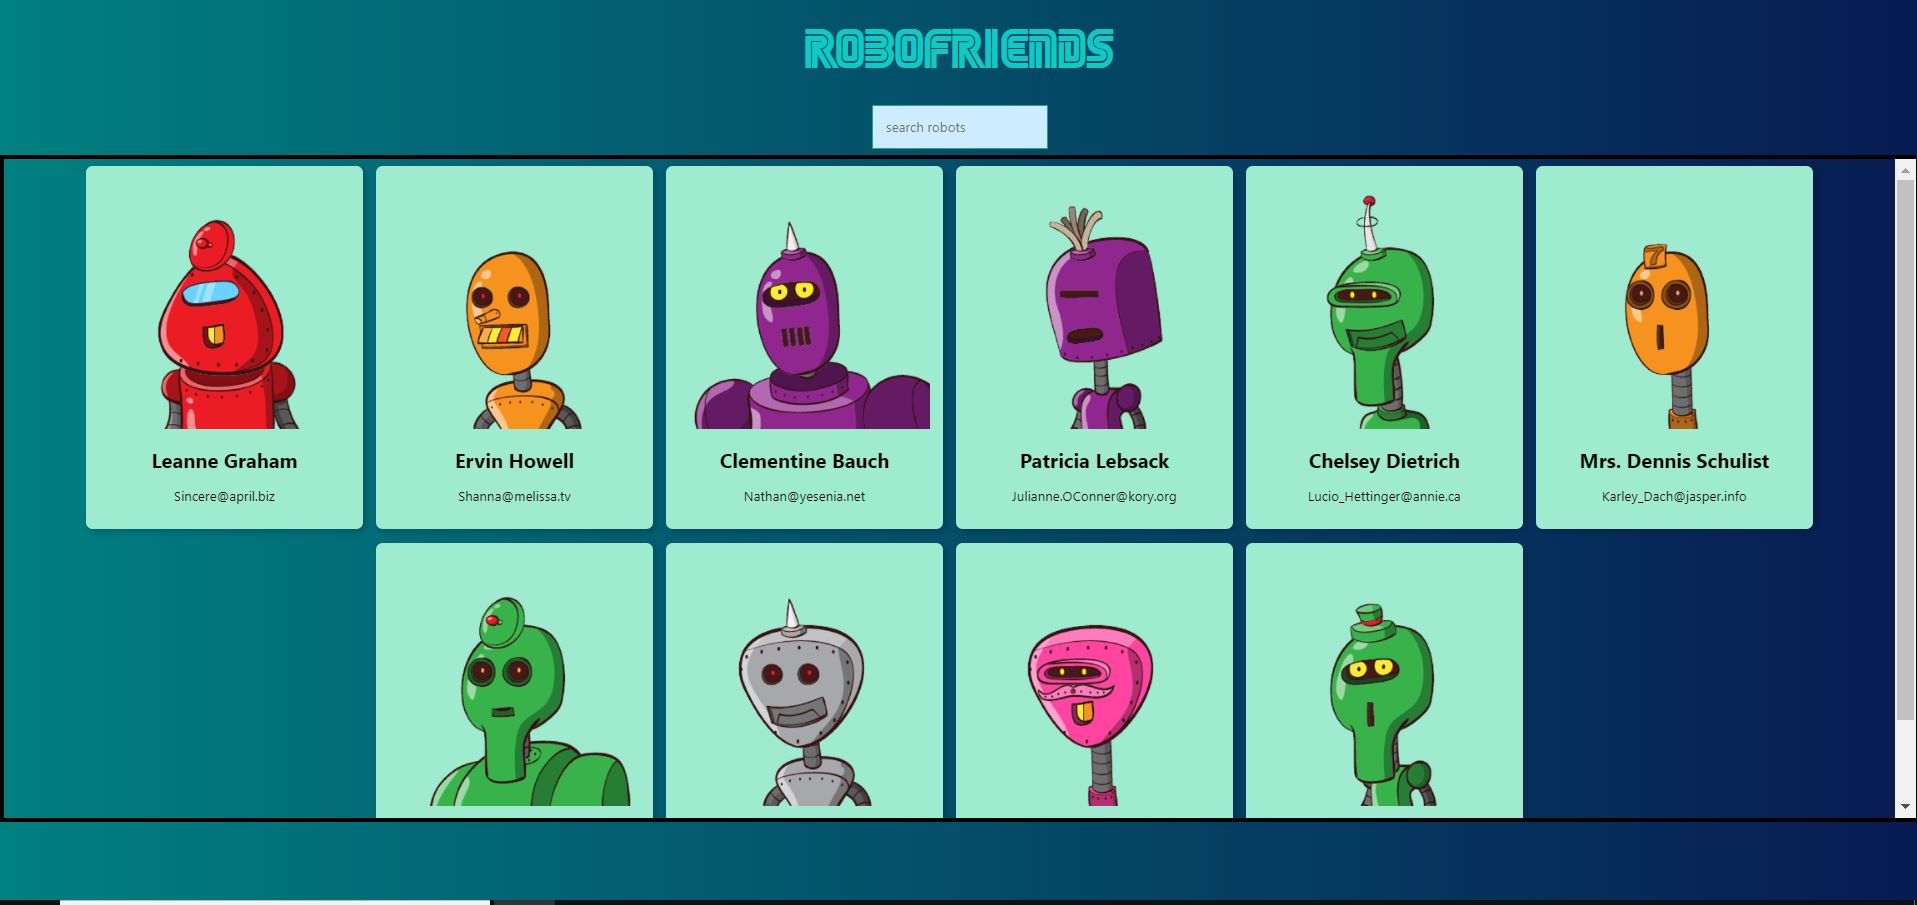 ROBOFRIENDS
search robots
7
Leanne Graham
Ervin Howell
Clementine Bauch
Patricia Lebsack
Chelsey Dietrich
Mrs. Dennis Schulist
Sincere@april.biz
Shanna@melissa.tv
Nathan@yesenia.net
Julianne.OConner@kory.org
Lucio_Hettinger@annie.ca
Karley_Dach@jasper.info